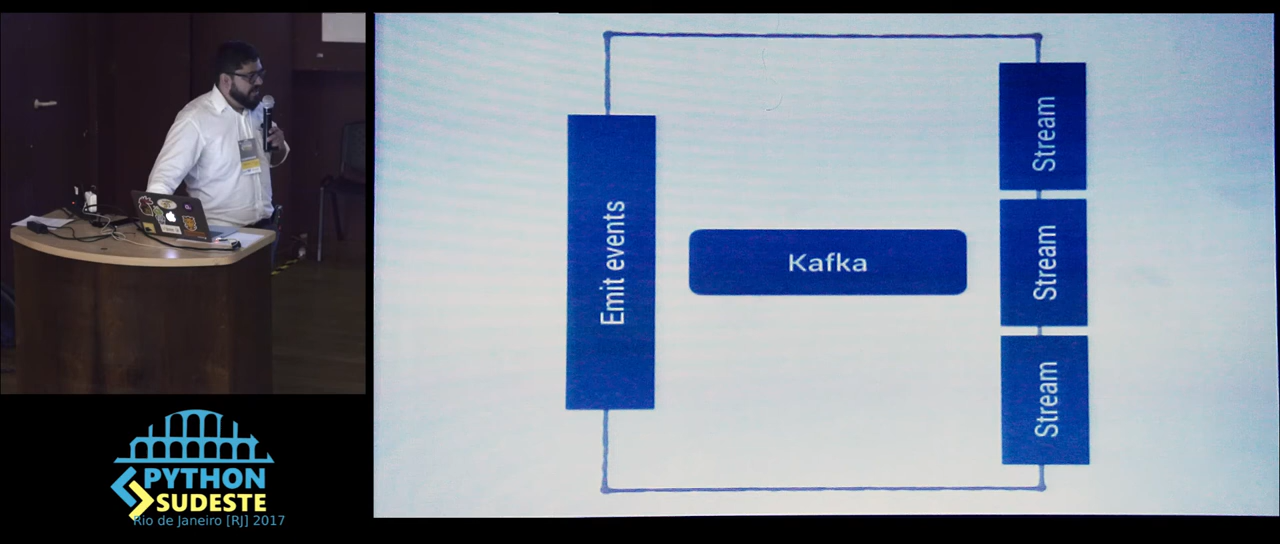 Emit events
Kafka
Stream
Stream
Stream
PYTHON
SUDESTE
Rio de Janeiro [RJ] 2017